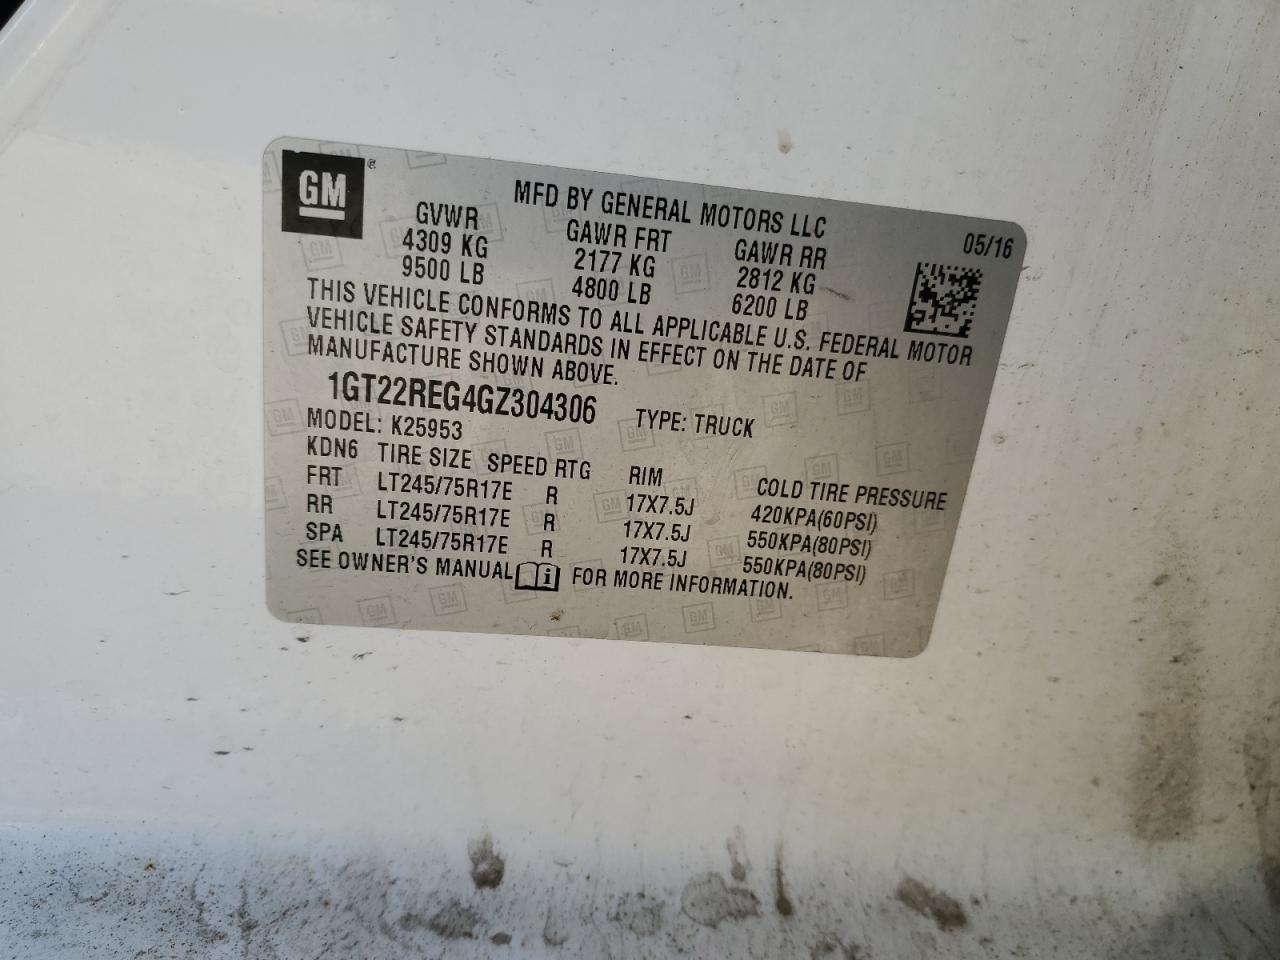 GM®
MFD BY GENERAL MOTORS LLC
05/16
GVWR GAWR FRT GAWR RR
4309 KG 2177 KG 2812 KG
9500 LB 4800 LB 6200 LB
THIS VEHICLE CONFORMS TO ALL APPLICABLE U.S. FEDERAL MOTOR
VEHICLE SAFETY STANDARDS IN EFFECT ON THE DATE OF
MANUFACTURE SHOWN ABOVE.
1GT22REG4GZ304306 TYPE: TRUCK
MODEL: K25953
KDN6 TIRE SIZE SPEED RTG RIM COLD TIRE PRESSURE
FRT LT245/75R17E R 17X7.5J 420KPA(60PSI)
RR LT245/75R17E R 17X7.5J 550KPA(80PSI)
SPA LT245/75R17E R 17X7.5J 550KPA(80PSI)
SEE OWNER'S MANUAL i FOR MORE INFORMATION.